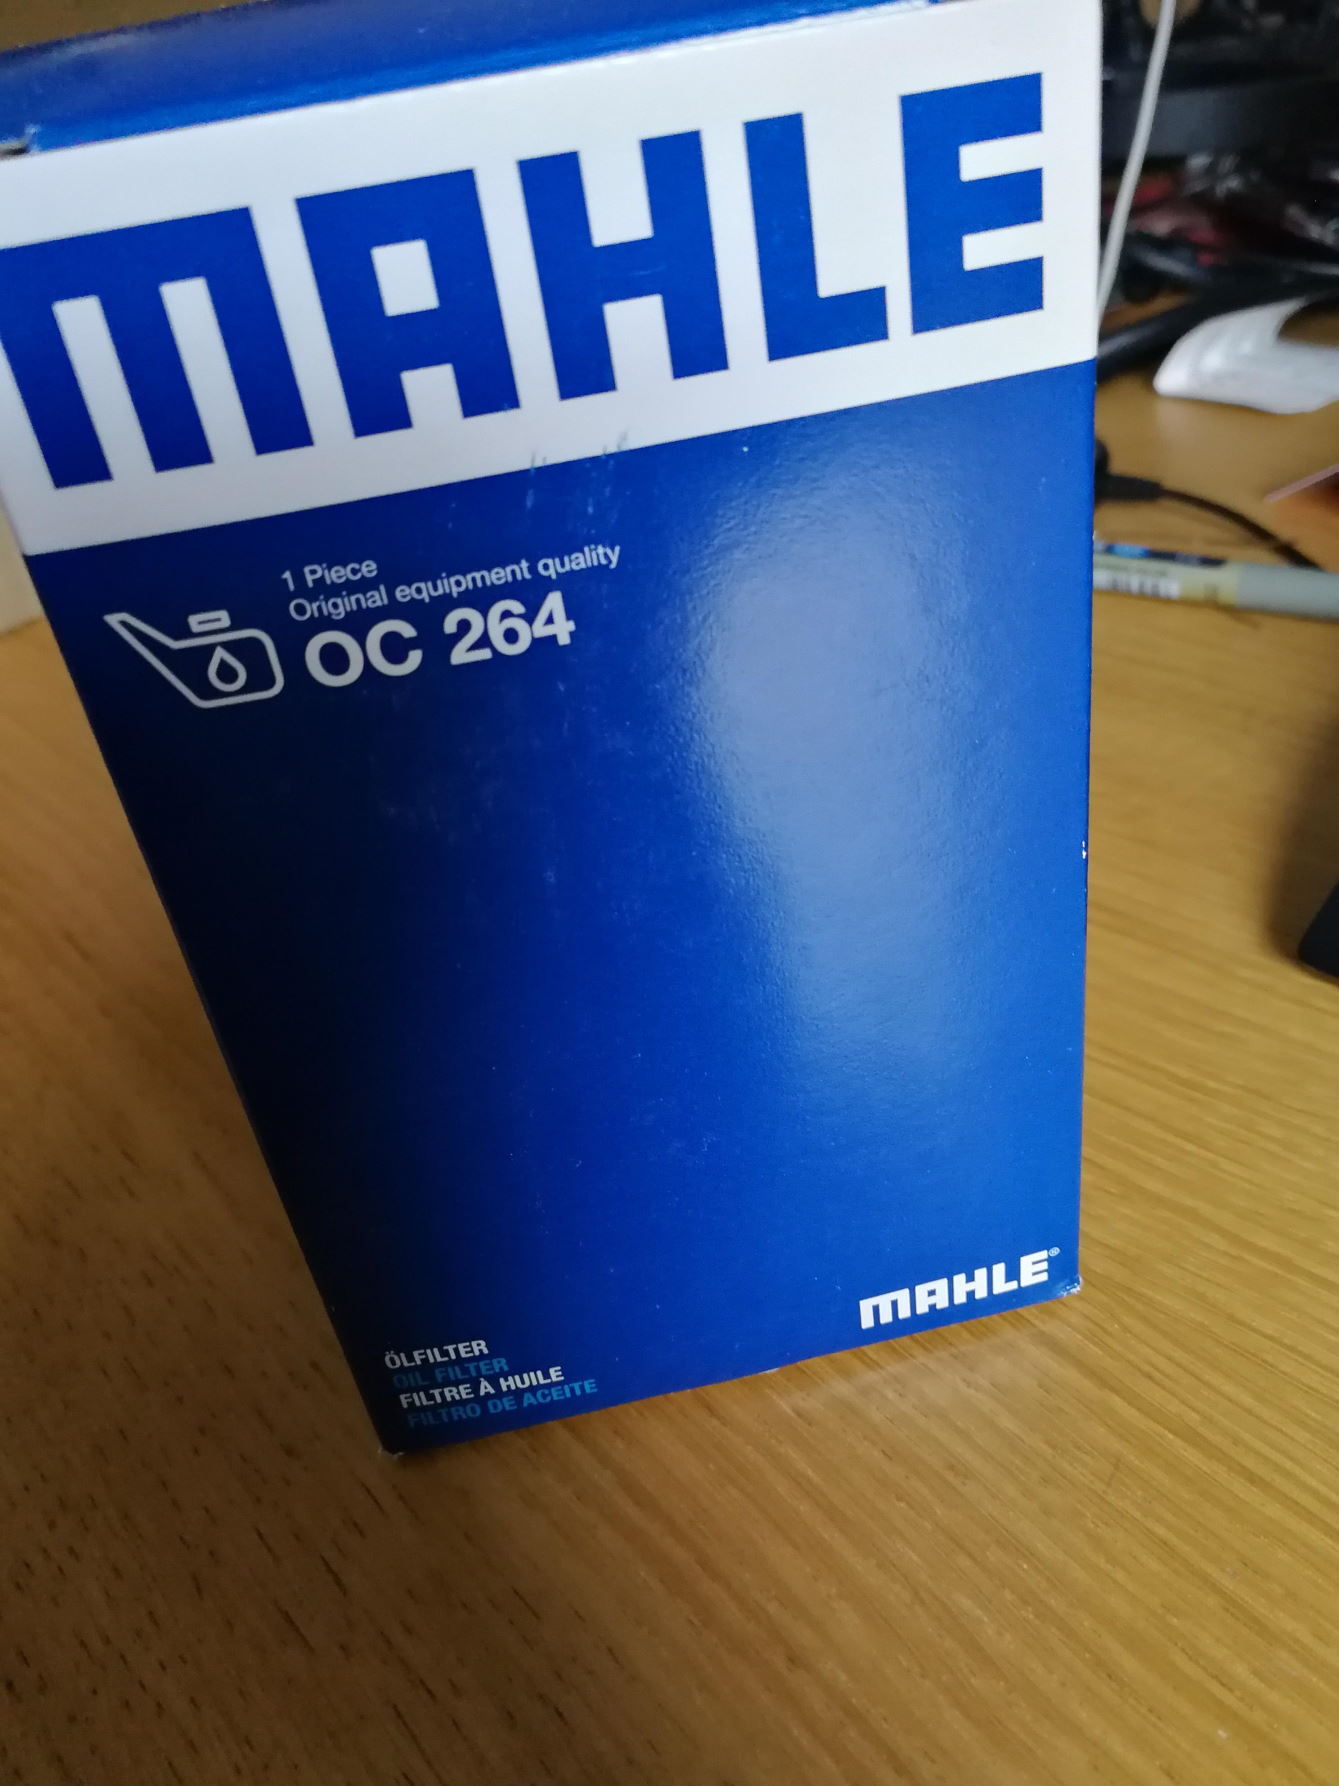 MAHLE
1 Piece
Original equipment quality
OC 264
MAHLE®
ÖLFILTER
OIL FILTER
FILTRE À HUILE
FILTRO DE ACEITE